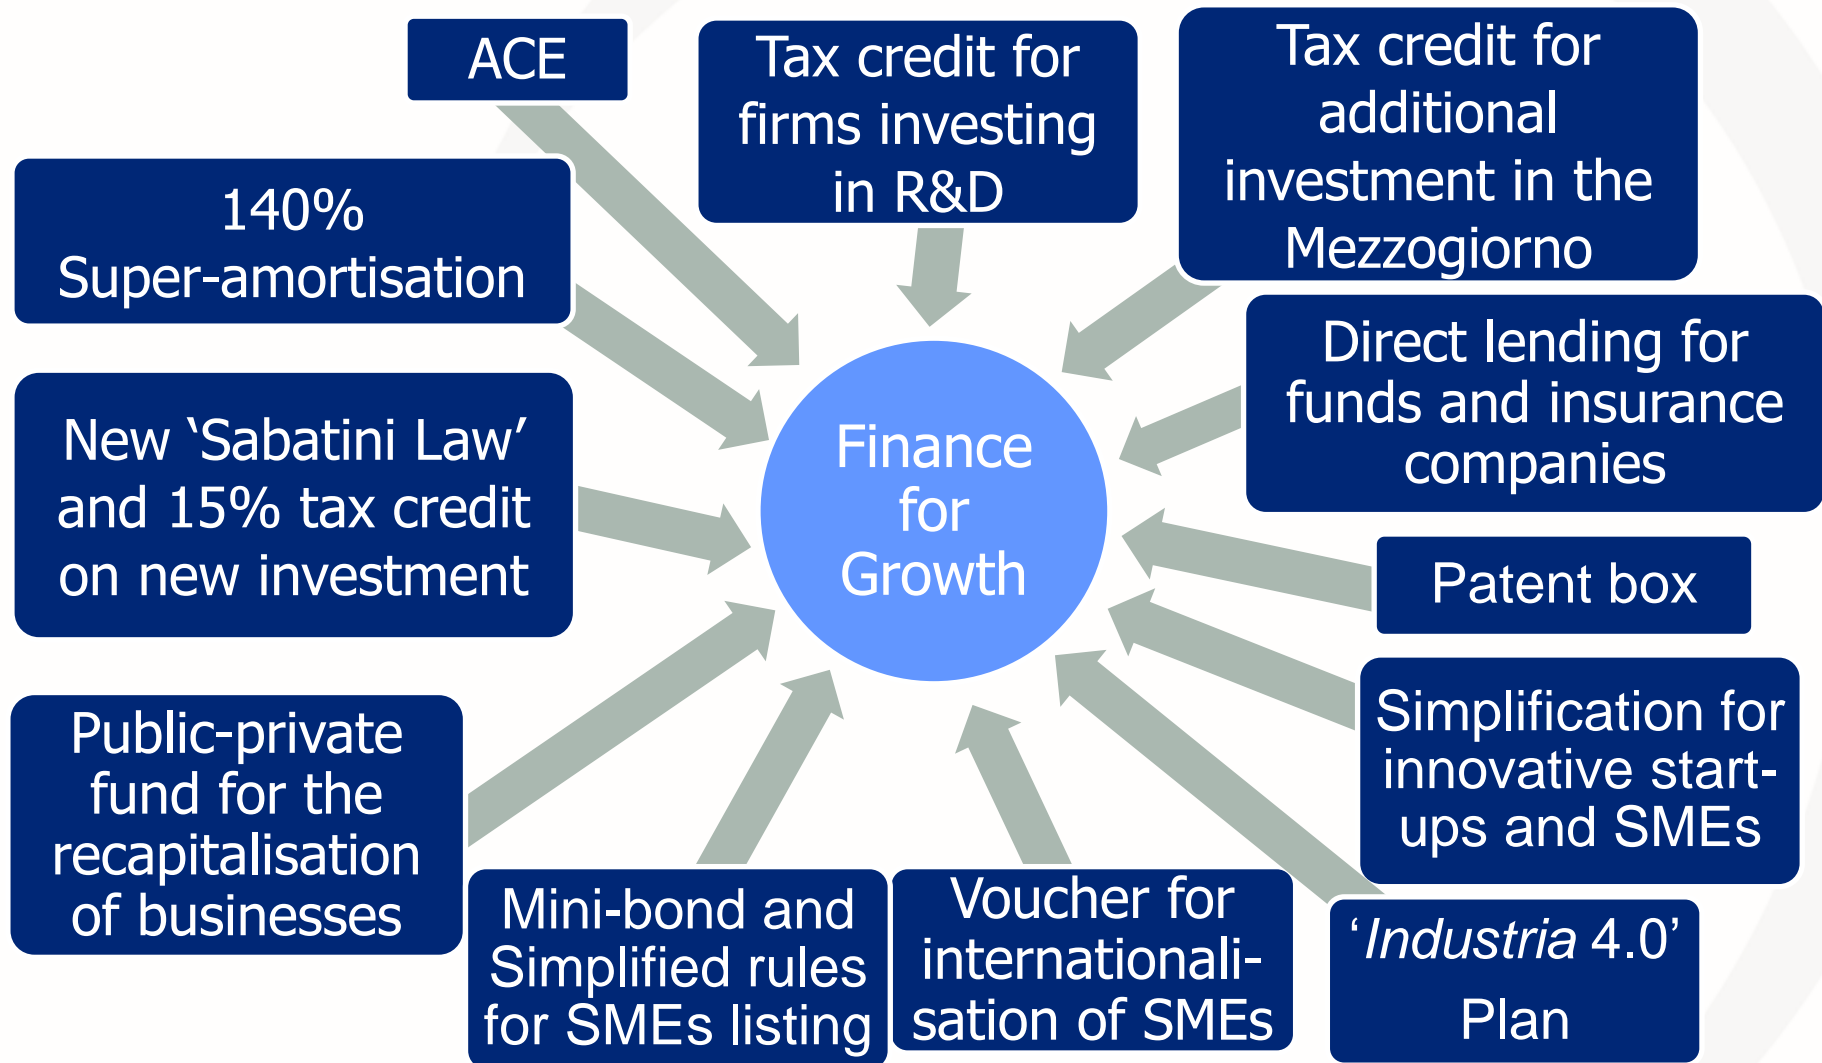 ACE
Tax credit for
firms investing
in R&D
Tax credit for
additional
investment in the
Mezzogiorno
140%
Super-amortisation
Direct lending for
funds and insurance
companies
New ‘Sabatini Law’
and 15% tax credit
on new investment
Finance
for
Growth
Patent box
Simplification for
innovative start-
ups and SMEs
Public-private
fund for the
recapitalisation
of businesses
Mini-bond and
Simplified rules
for SMEs listing
Voucher for
internationali-
sation of SMEs
‘Industria 4.0’
Plan